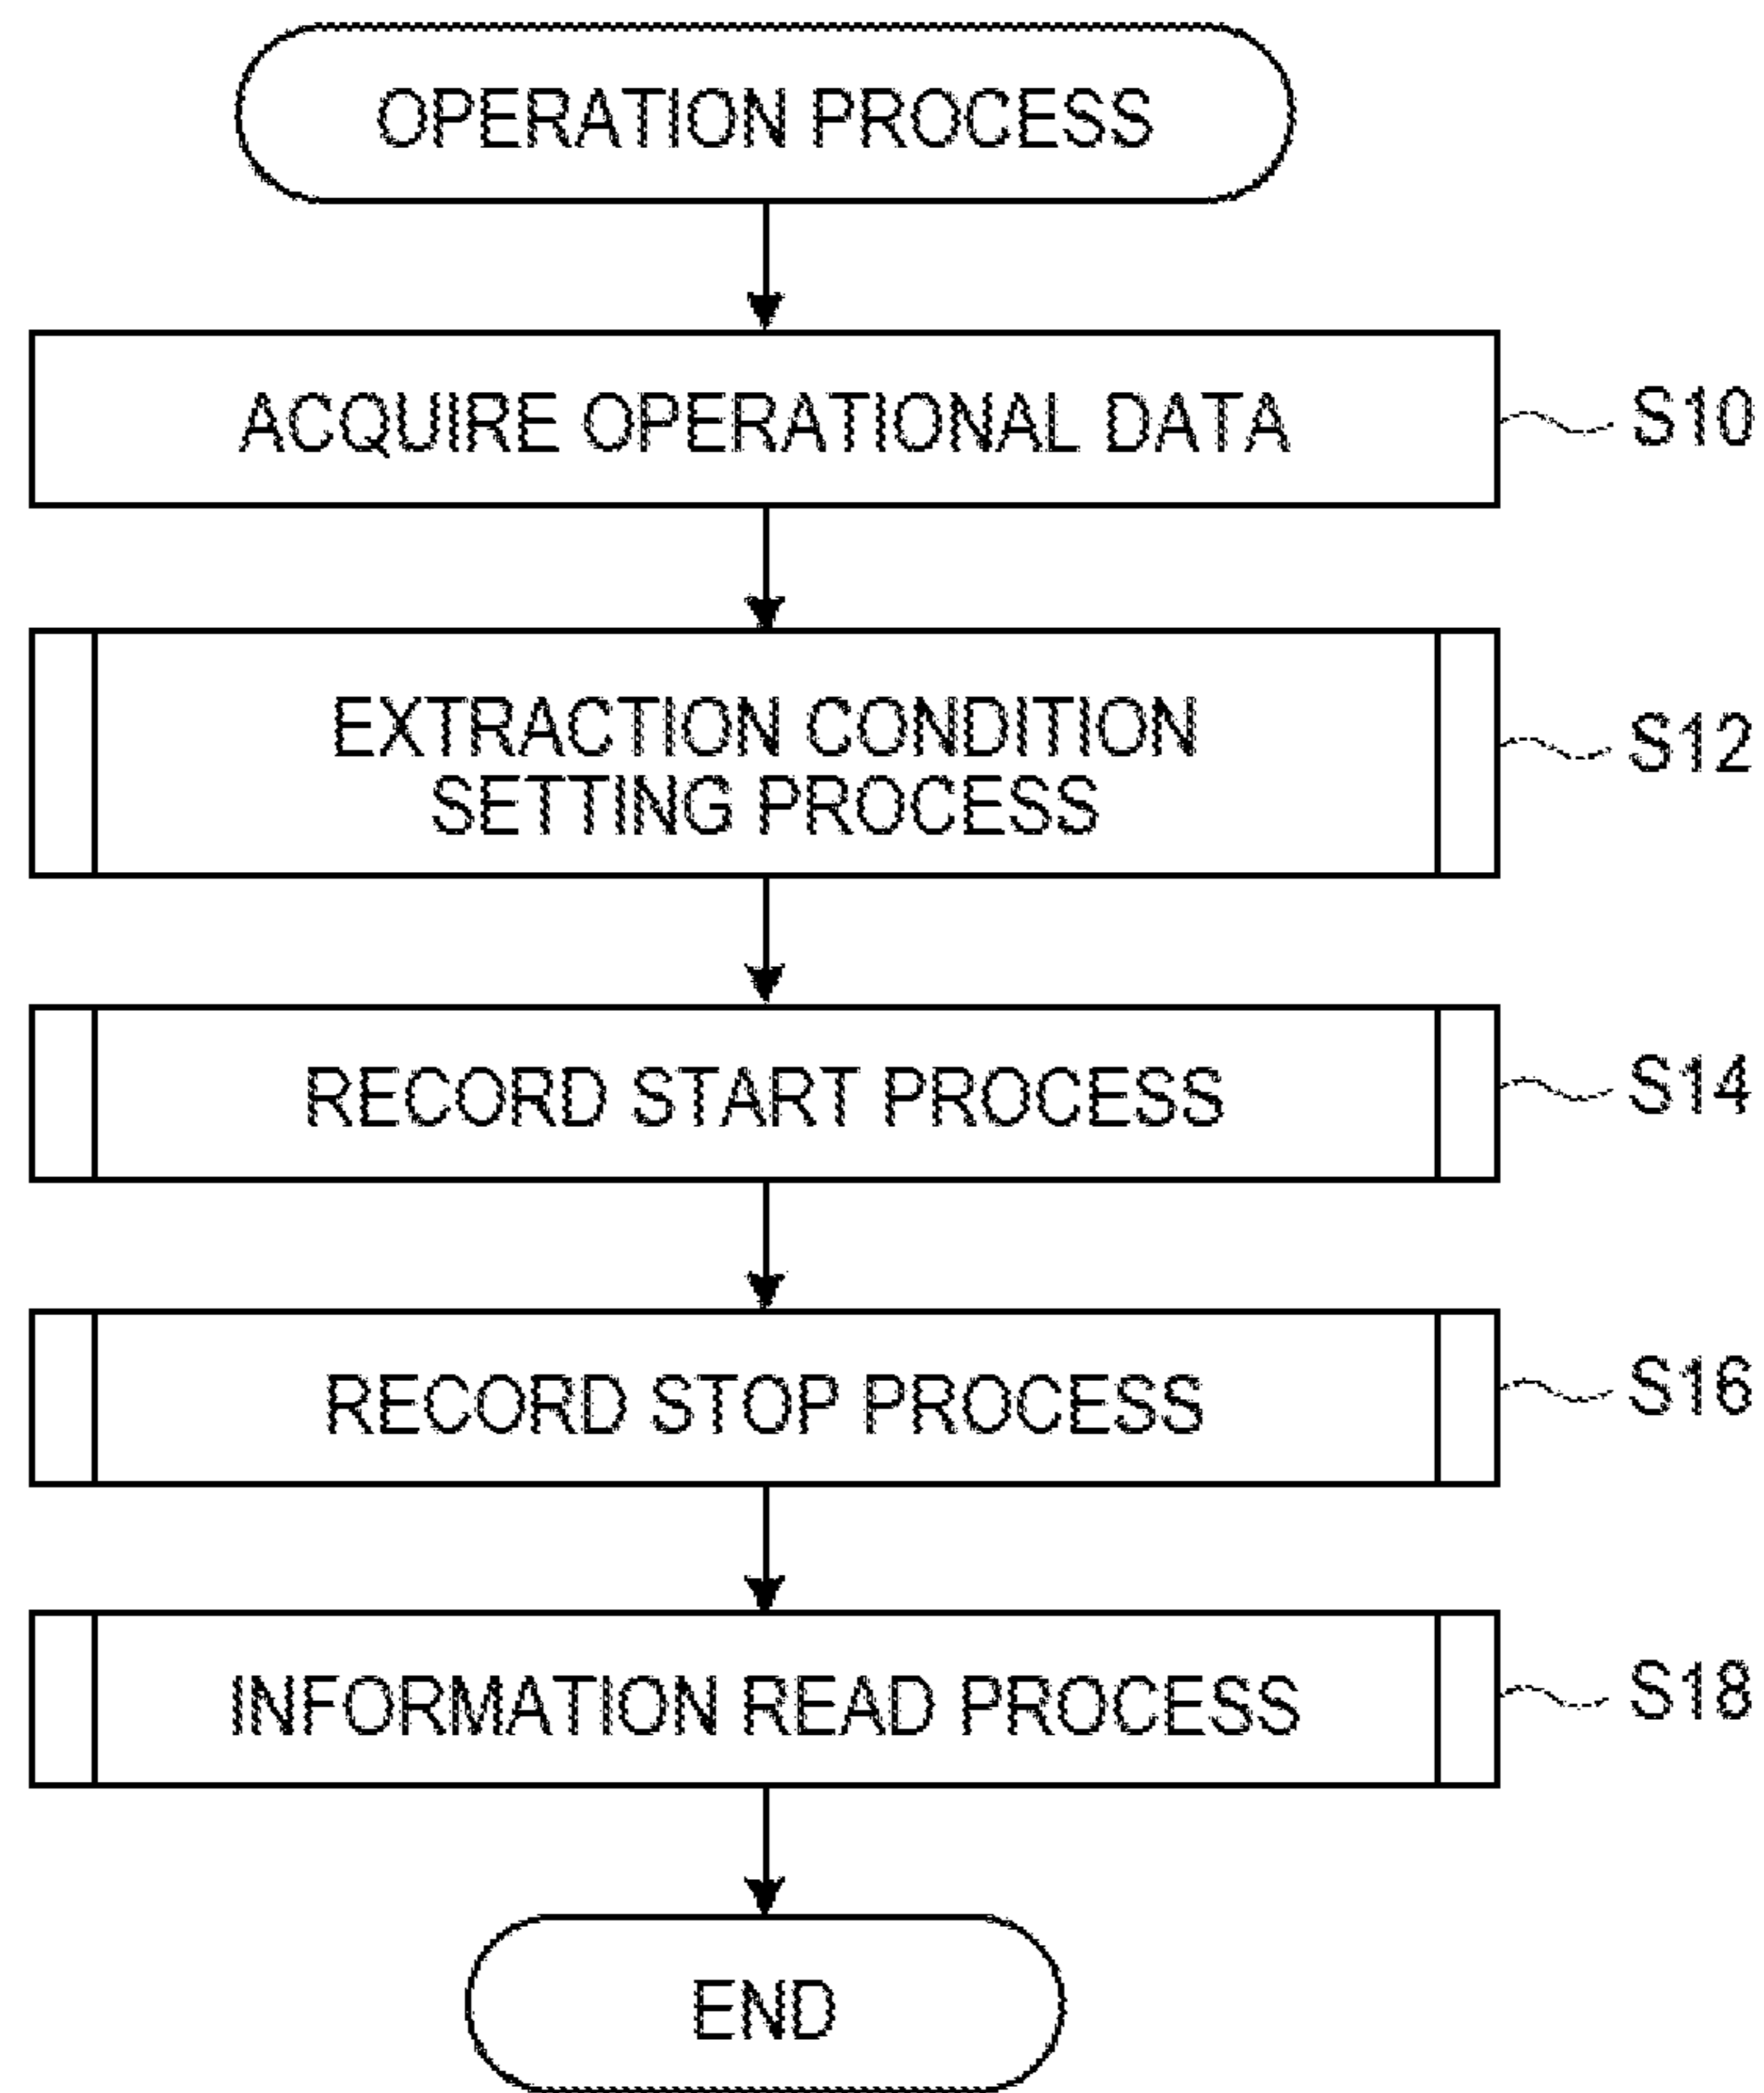 OPERATION PROCESS
ACQUIRE OPERATIONAL DATA
S10
EXTRACTION CONDITION
SETTING PROCESS
S12
RECORD START PROCESS
S14
RECORD STOP PROCESS
S16
INFORMATION READ PROCESS
S18
END